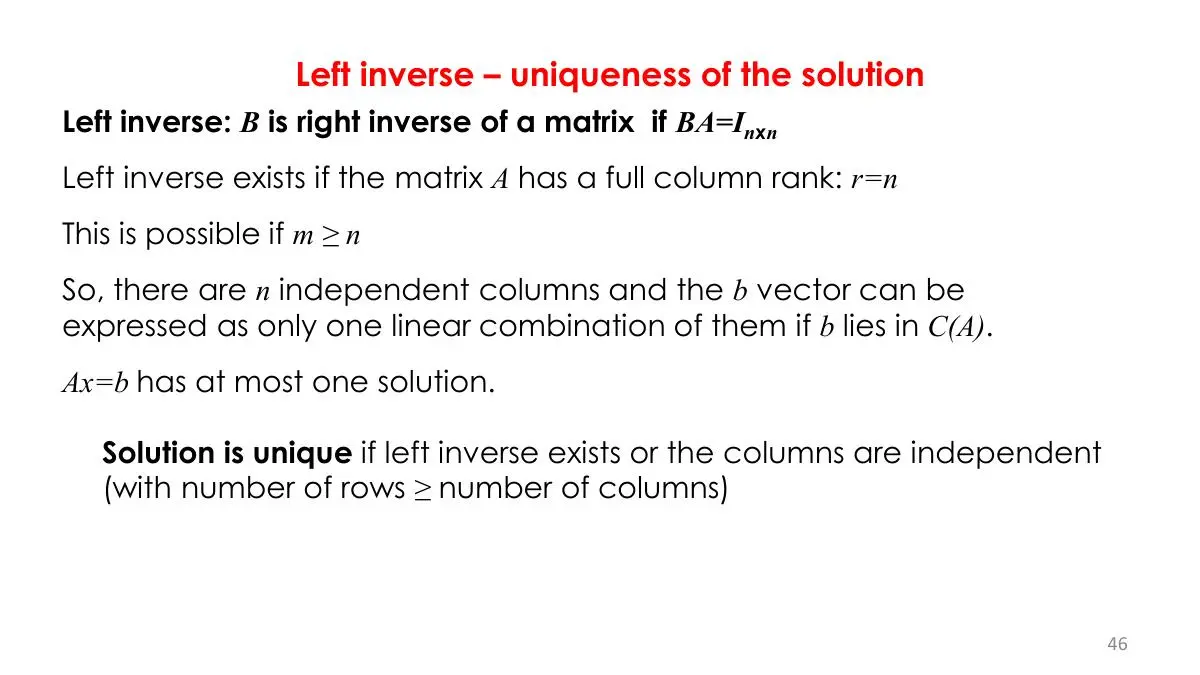 Left inverse – uniqueness of the solution
Left inverse: B is right inverse of a matrix  if BA=Inxn
Left inverse exists if the matrix A has a full column rank: r=n
This is possible if m ≥ n
So, there are n independent columns and the b vector can be
expressed as only one linear combination of them if b lies in C(A).
Ax=b has at most one solution.
Solution is unique if left inverse exists or the columns are independent
(with number of rows ≥ number of columns)
46